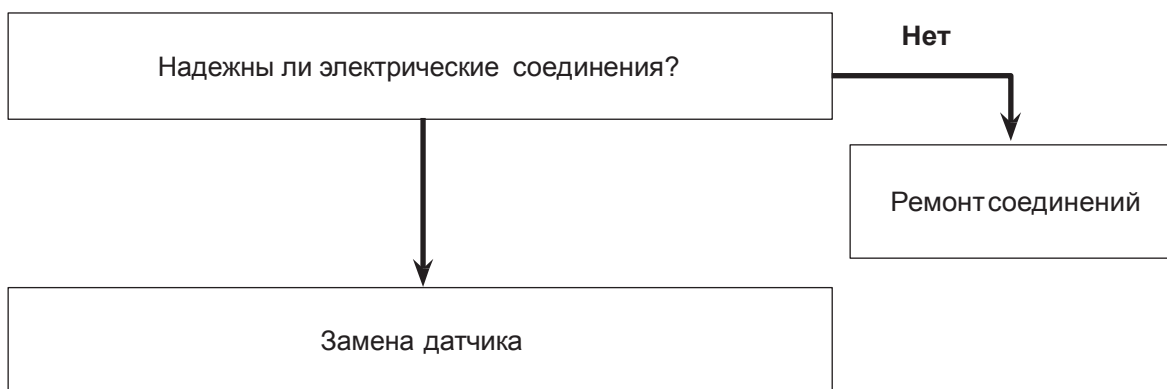 Нет
Надежны ли электрические соединения?
Ремонт соединений
Замена датчика